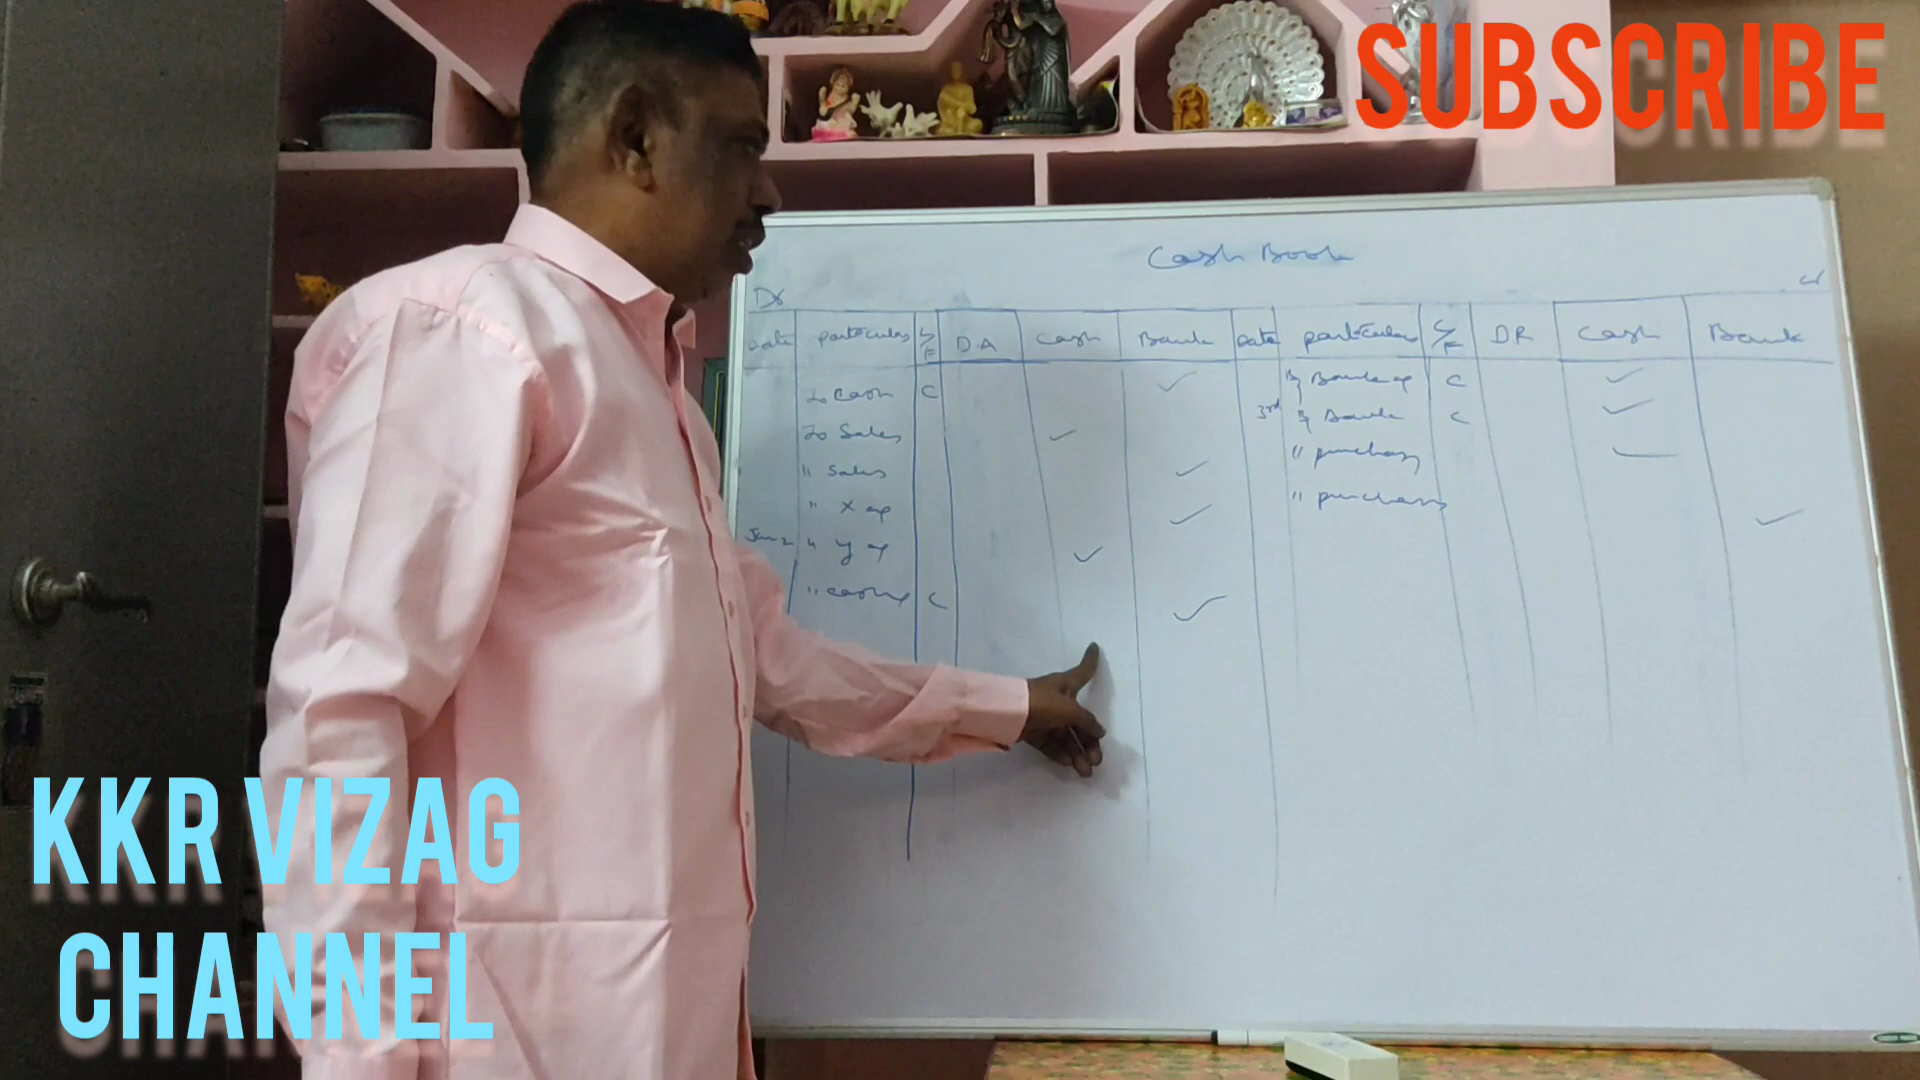 SUBSCRIBE
Cash Book
Dr Cr
Date particulars L/F D.A Cash Bank Date particulars L/F DR Cash Bank
To Cash C ✓ By Bank a/c C ✓
To Sales ✓ 3rd By Bank C ✓
" Sales ✓ " purchases
" X a/c ✓ " purchases ✓
Jan 2 " Y a/c ✓
" cash a/c C ✓
KKR VIZAG
CHANNEL